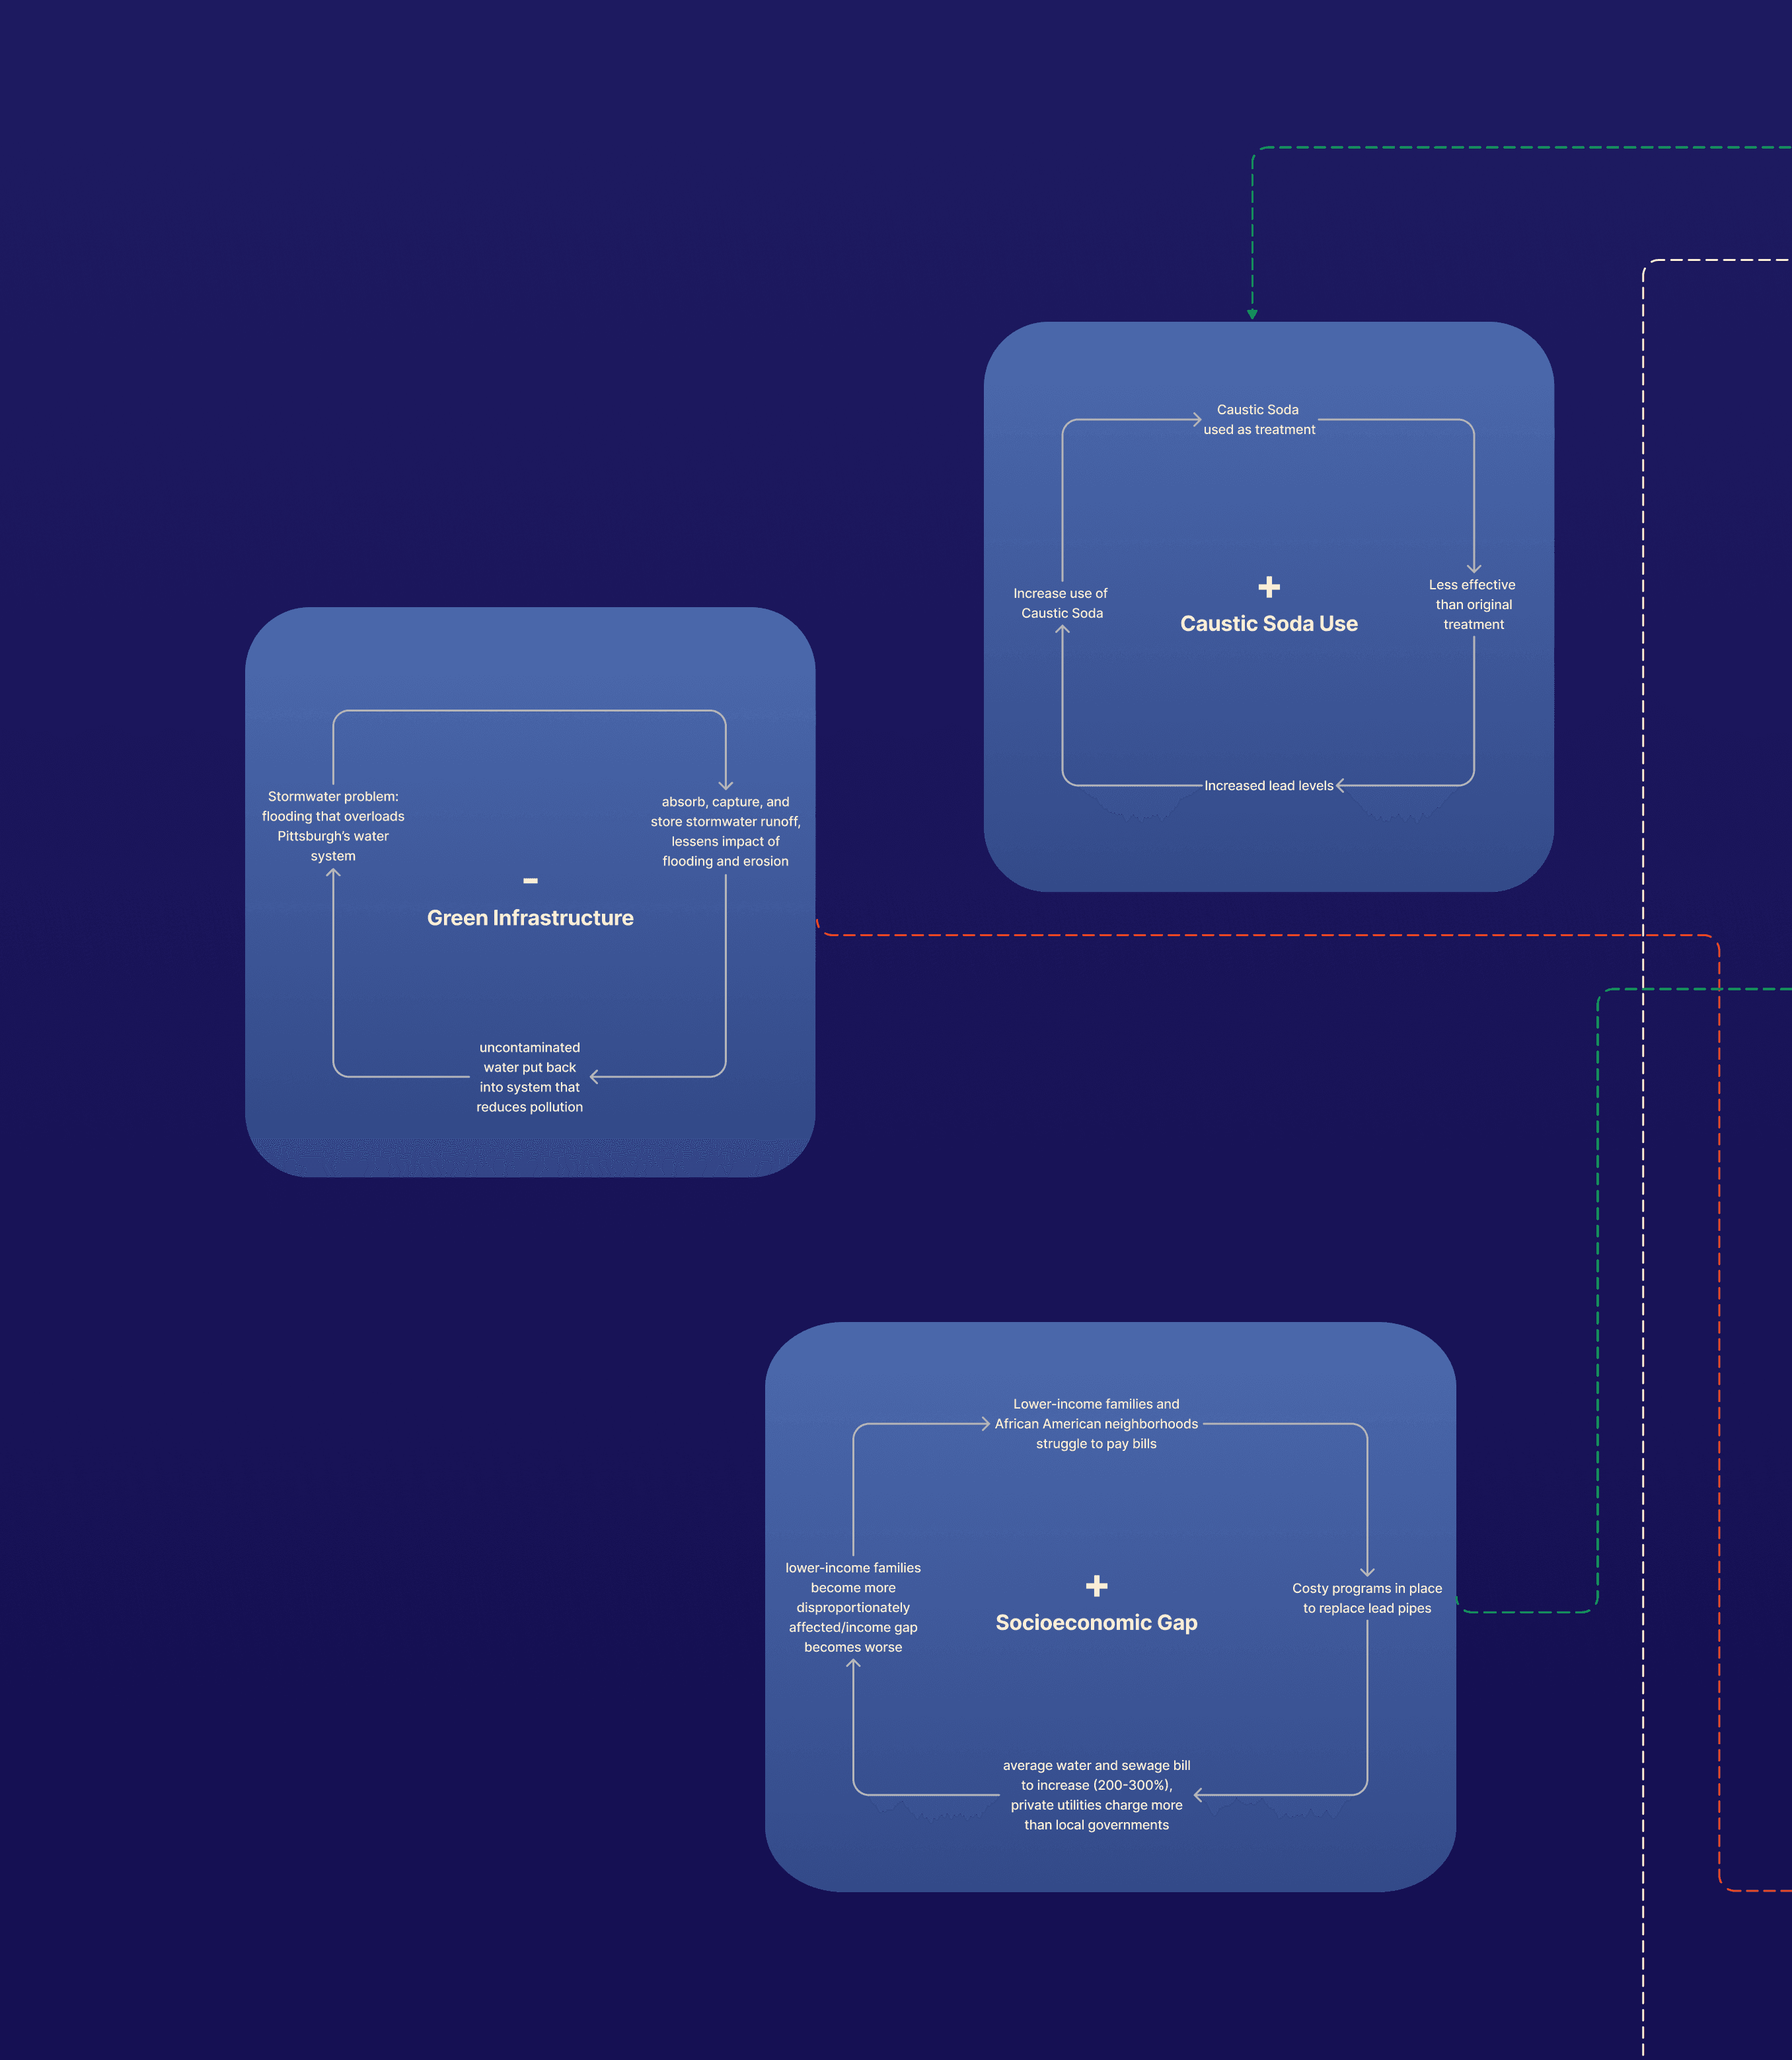 Caustic Soda
used as treatment
Less effective
than original
treatment
Increased lead levels
Increase use of
Caustic Soda
+
Caustic Soda Use
Stormwater problem:
flooding that overloads
Pittsburgh's water
system
absorb, capture, and
store stormwater runoff,
lessens impact of
flooding and erosion
uncontaminated
water put back
into system that
reduces pollution
-
Green Infrastructure
Lower-income families and
African American neighborhoods
struggle to pay bills
Costy programs in place
to replace lead pipes
average water and sewage bill
to increase (200-300%),
private utilities charge more
than local governments
lower-income families
become more
disproportionately
affected/income gap
becomes worse
+
Socioeconomic Gap